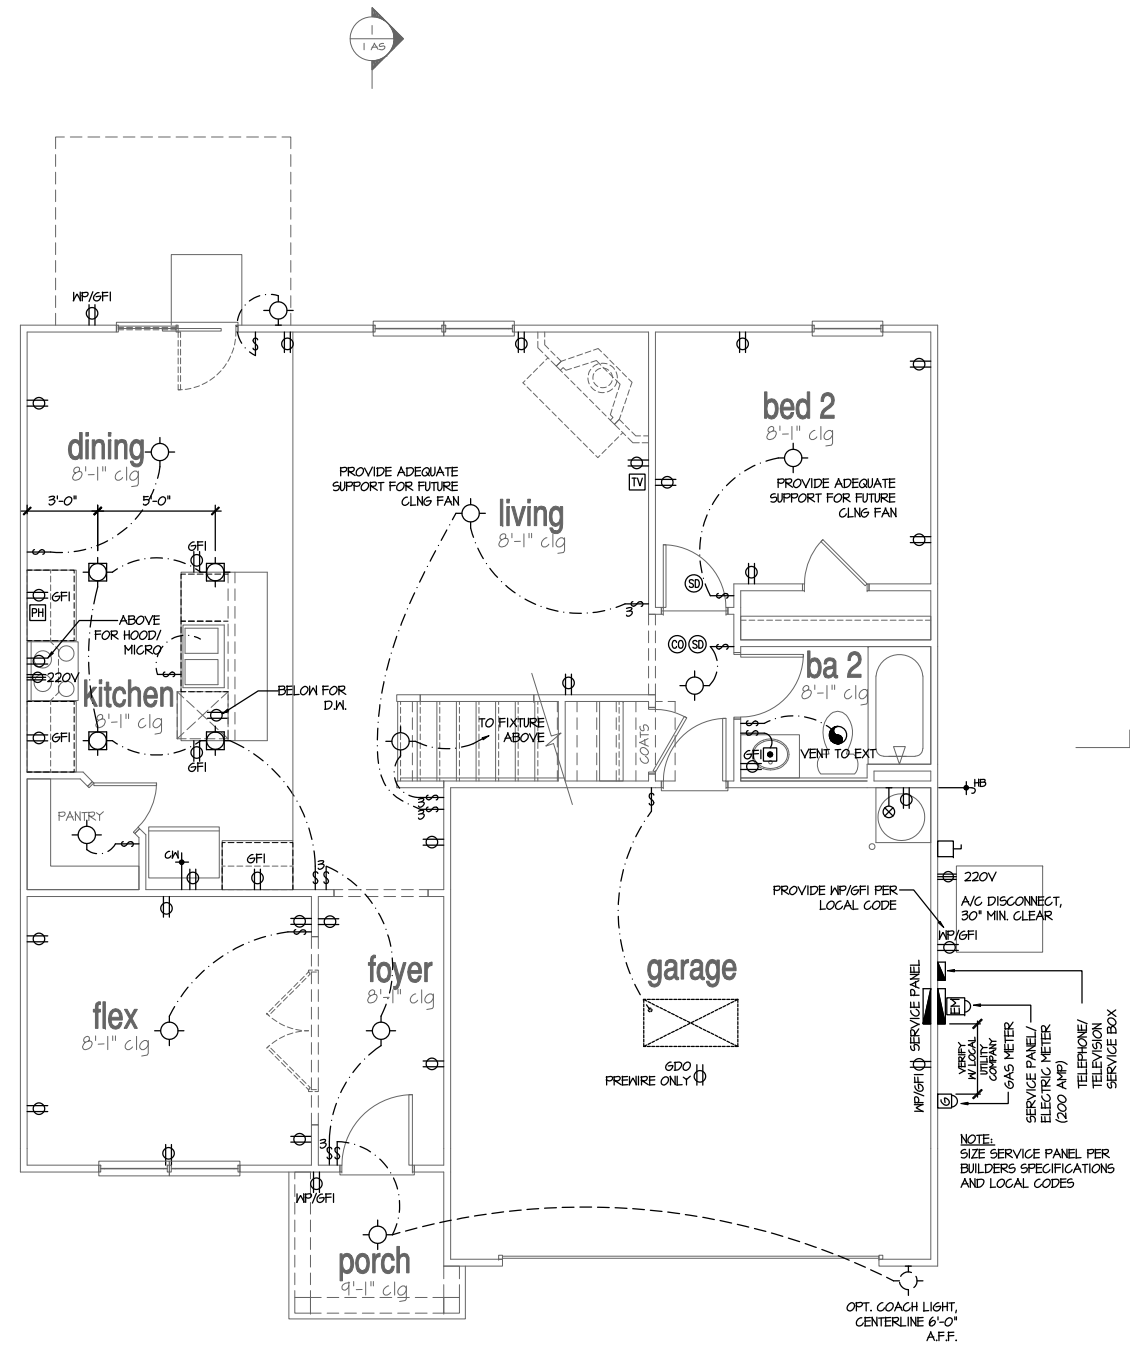 1
1 AS
WP/GFI
S
dining
8'-1" clg
3'-0"
5'-0"
S
GFI
GFI
PH
ABOVE
FOR HOOD/
MICRO
S
220V
kitchen
8'-1" clg
BELOW FOR
D.W.
GFI
GFI
PANTRY
S
CW
GFI
PROVIDE ADEQUATE
SUPPORT FOR FUTURE
CLNG FAN
living
8'-1" clg
TV
3 S
bed 2
8'-1" clg
PROVIDE ADEQUATE
SUPPORT FOR FUTURE
CLNG FAN
SD
S
CO
SD
S
ba 2
8'-1" clg
S
S
GFI
VENT TO EXT
TO FIXTURE
ABOVE
COATS
3 S
3 S
S
HB
3
S S
S
flex
8'-1" clg
foyer
8'-1" clg
3
S S
WP/GFI
porch
9'-1" clg
garage
GDO
PREWIRE ONLY
PROVIDE WP/GFI PER
LOCAL CODE
220V
A/C DISCONNECT,
30" MIN. CLEAR
WP/GFI
SERVICE PANEL
EM
WP/GFI
G
VERIFY
W/ LOCAL
UTILITY
COMPANY
GAS METER
SERVICE PANEL/
ELECTRIC METER
(200 AMP)
TELEPHONE/
TELEVISION
SERVICE BOX
NOTE:
SIZE SERVICE PANEL PER
BUILDERS SPECIFICATIONS
AND LOCAL CODES
OPT. COACH LIGHT,
CENTERLINE 6'-0"
A.F.F.